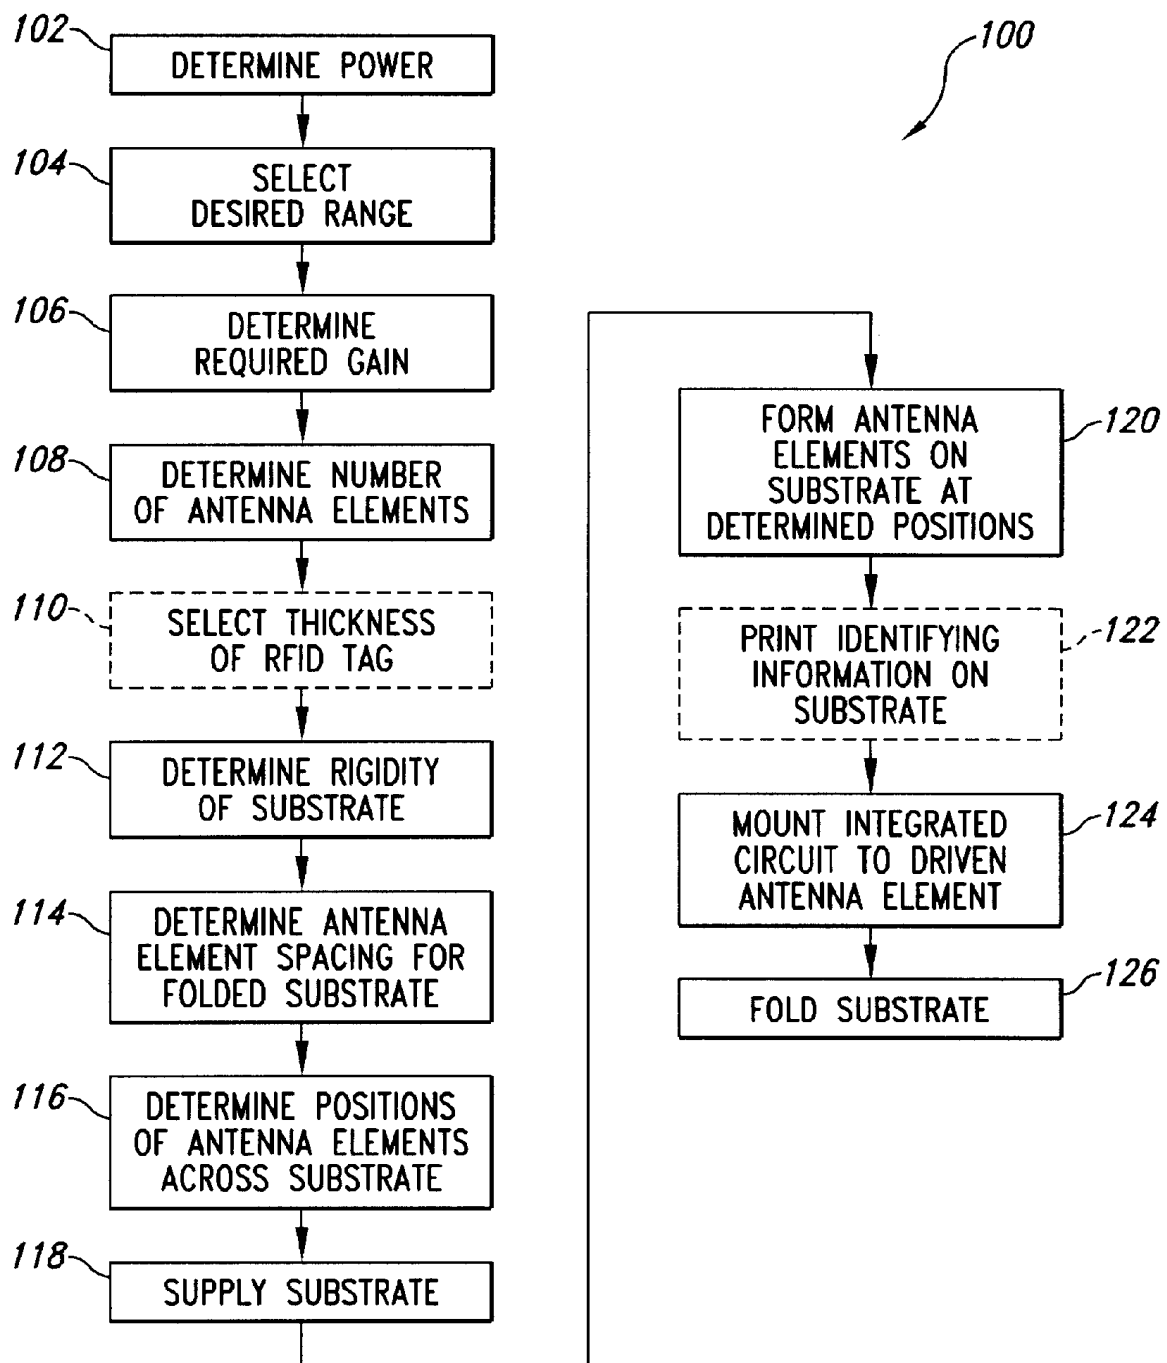 102
DETERMINE POWER
104
SELECT
DESIRED RANGE
106
DETERMINE
REQUIRED GAIN
108
DETERMINE NUMBER
OF ANTENNA ELEMENTS
110
SELECT THICKNESS
OF RFID TAG
112
DETERMINE RIGIDITY
OF SUBSTRATE
114
DETERMINE ANTENNA
ELEMENT SPACING FOR
FOLDED SUBSTRATE
116
DETERMINE POSITIONS
OF ANTENNA ELEMENTS
ACROSS SUBSTRATE
118
SUPPLY SUBSTRATE
100
FORM ANTENNA
ELEMENTS ON
SUBSTRATE AT
DETERMINED POSITIONS
120
PRINT IDENTIFYING
INFORMATION ON
SUBSTRATE
122
MOUNT INTEGRATED
CIRCUIT TO DRIVEN
ANTENNA ELEMENT
124
FOLD SUBSTRATE
126